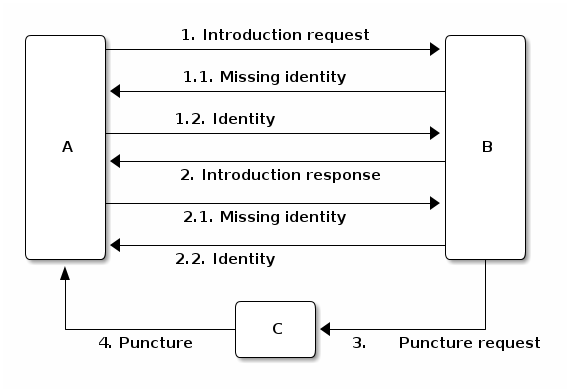 1. Introduction request
1.1. Missing identity
1.2. Identity
A
B
2. Introduction response
2.1. Missing identity
2.2. Identity
C
4. Puncture
3. Puncture request